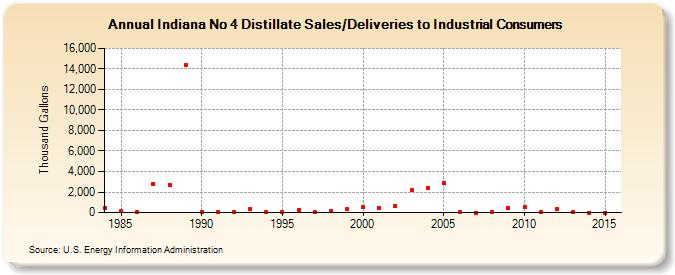 Annual Indiana No 4 Distillate Sales/Deliveries to Industrial Consumers
Thousand Gallons
16,000
14,000
12,000
10,000
8,000
6,000
4,000
2,000
0
1985 1990 1995 2000 2005 2010 2015
Source: U.S. Energy Information Administration